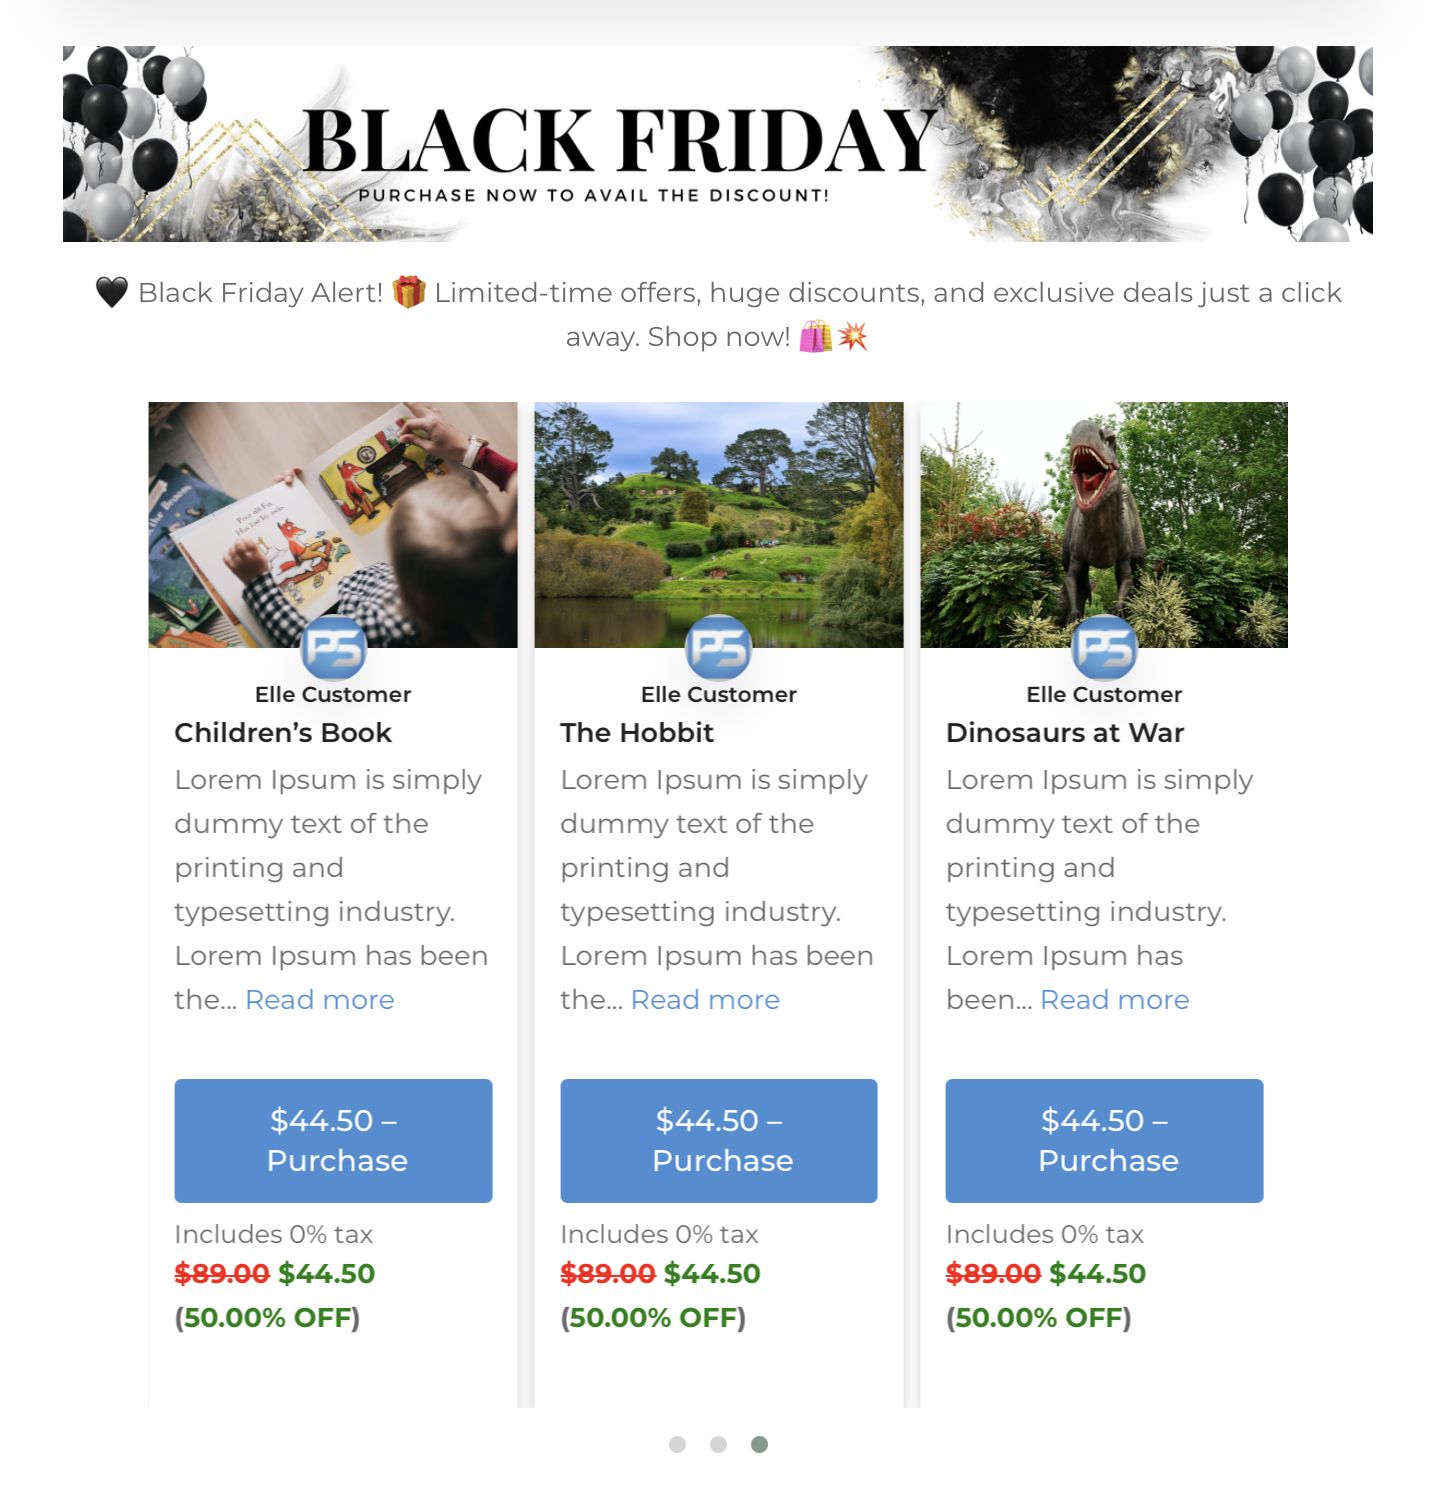 BLACK FRIDAY
PURCHASE NOW TO AVAIL THE DISCOUNT!
🖤 Black Friday Alert! 🎁 Limited-time offers, huge discounts, and exclusive deals just a click
away. Shop now! 🛍️💥
PS
Elle Customer
Children’s Book
Lorem Ipsum is simply
dummy text of the
printing and
typesetting industry.
Lorem Ipsum has been
the... Read more
$44.50 –
Purchase
Includes 0% tax
$89.00 $44.50
(50.00% OFF)
PS
Elle Customer
The Hobbit
Lorem Ipsum is simply
dummy text of the
printing and
typesetting industry.
Lorem Ipsum has been
the... Read more
$44.50 –
Purchase
Includes 0% tax
$89.00 $44.50
(50.00% OFF)
PS
Elle Customer
Dinosaurs at War
Lorem Ipsum is simply
dummy text of the
printing and
typesetting industry.
Lorem Ipsum has
been... Read more
$44.50 –
Purchase
Includes 0% tax
$89.00 $44.50
(50.00% OFF)